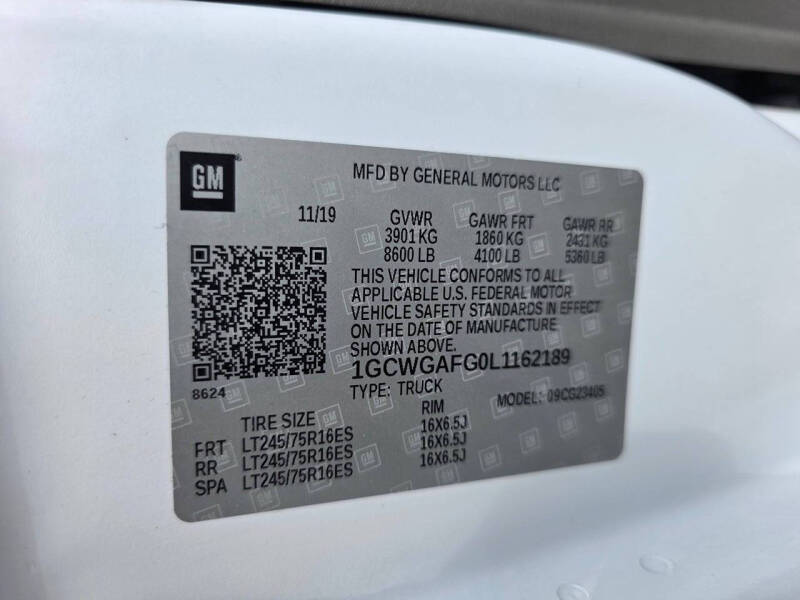 GM
MFD BY GENERAL MOTORS LLC
11/19 GVWR GAWR FRT GAWR RR
3901 KG 1860 KG 2431 KG
8600 LB 4100 LB 5360 LB
THIS VEHICLE CONFORMS TO ALL
APPLICABLE U.S. FEDERAL MOTOR
VEHICLE SAFETY STANDARDS IN EFFECT
ON THE DATE OF MANUFACTURE
SHOWN ABOVE.
8624
1GCWGAFG0L1162189
TYPE: TRUCK MODEL: 09CG23405
TIRE SIZE RIM
FRT LT245/75R16ES 16X6.5J
RR LT245/75R16ES 16X6.5J
SPA LT245/75R16ES 16X6.5J